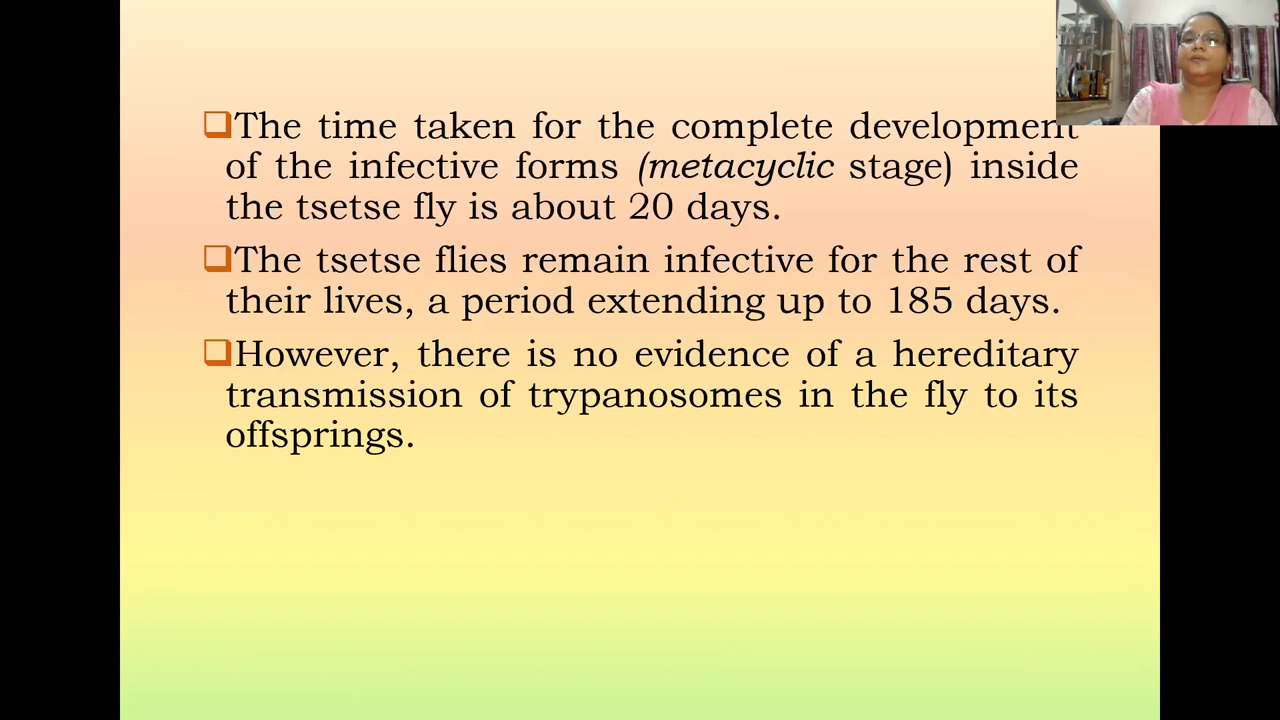 The time taken for the complete development
of the infective forms (metacyclic stage) inside
the tsetse fly is about 20 days.
The tsetse flies remain infective for the rest of
their lives, a period extending up to 185 days.
However, there is no evidence of a hereditary
transmission of trypanosomes in the fly to its
offsprings.